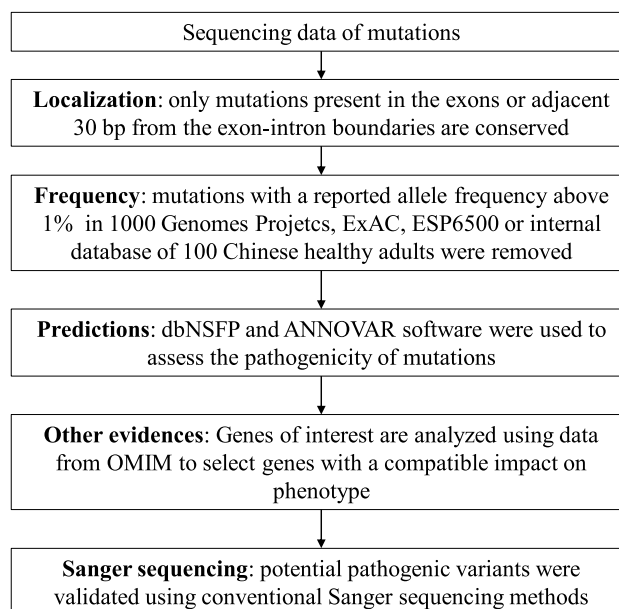 Sequencing data of mutations
Localization: only mutations present in the exons or adjacent
30 bp from the exon-intron boundaries are conserved
Frequency: mutations with a reported allele frequency above
1% in 1000 Genomes Projetcs, ExAC, ESP6500 or internal
database of 100 Chinese healthy adults were removed
Predictions: dbNSFP and ANNOVAR software were used to
assess the pathogenicity of mutations
Other evidences: Genes of interest are analyzed using data
from OMIM to select genes with a compatible impact on
phenotype
Sanger sequencing: potential pathogenic variants were
validated using conventional Sanger sequencing methods